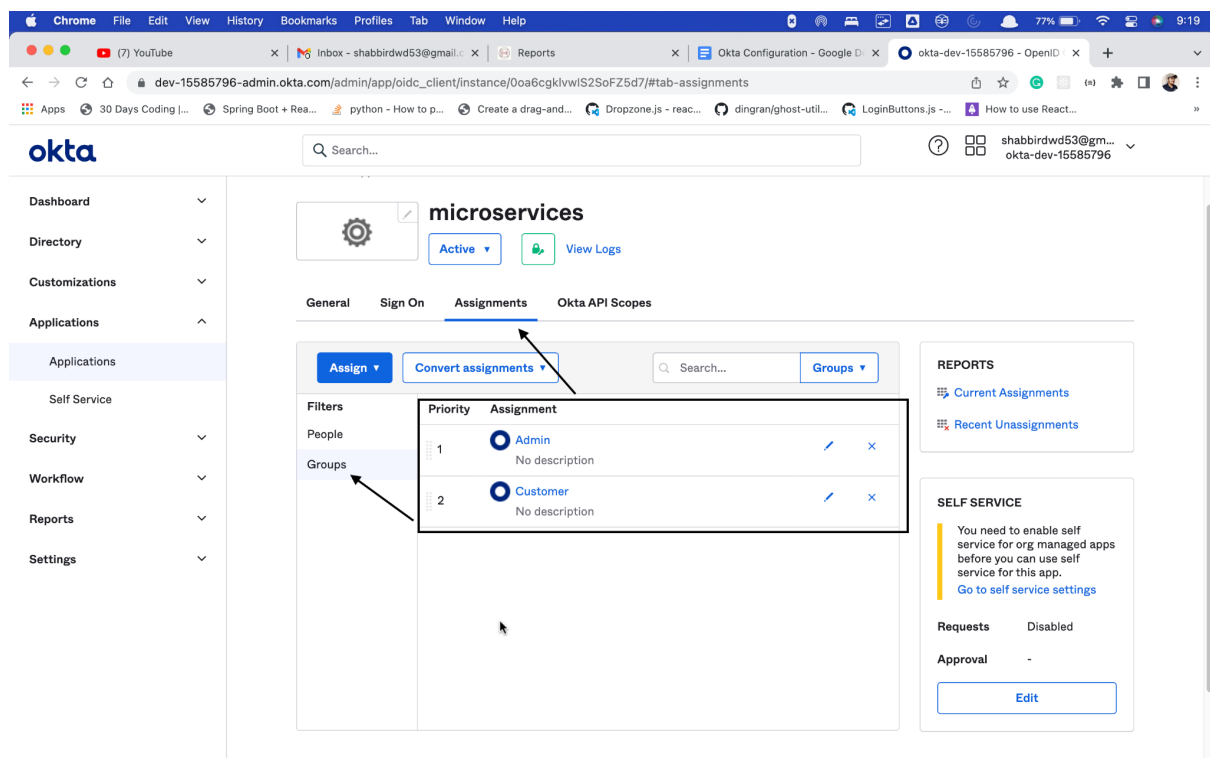 Chrome File Edit View History Bookmarks Profiles Tab Window Help 77% 9:19
(7) YouTube
Inbox - shabbirdwd53@gmail.c
Reports
Okta Configuration - Google D
okta-dev-15585796 - OpenID
dev-15585796-admin.okta.com/admin/app/oidc_client/instance/0oa6cgklvwlS2SoFZ5d7/#tab-assignments
Apps 30 Days Coding |... Spring Boot + Rea... python - How to p... Create a drag-and... Dropzone.js - reac... dingran/ghost-util... LoginButtons.js -... How to use React... »
okta
Search...
shabbirdwd53@gm...
okta-dev-15585796
Dashboard
Directory
Customizations
Applications
Applications
Self Service
Security
Workflow
Reports
Settings
microservices
Active
View Logs
General Sign On Assignments Okta API Scopes
Assign Convert assignments Search... Groups
Filters
People
Groups
Priority Assignment
1 Admin
No description
2 Customer
No description
REPORTS
Current Assignments
Recent Unassignments
SELF SERVICE
You need to enable self
service for org managed apps
before you can use self
service for this app.
Go to self service settings
Requests Disabled
Approval -
Edit